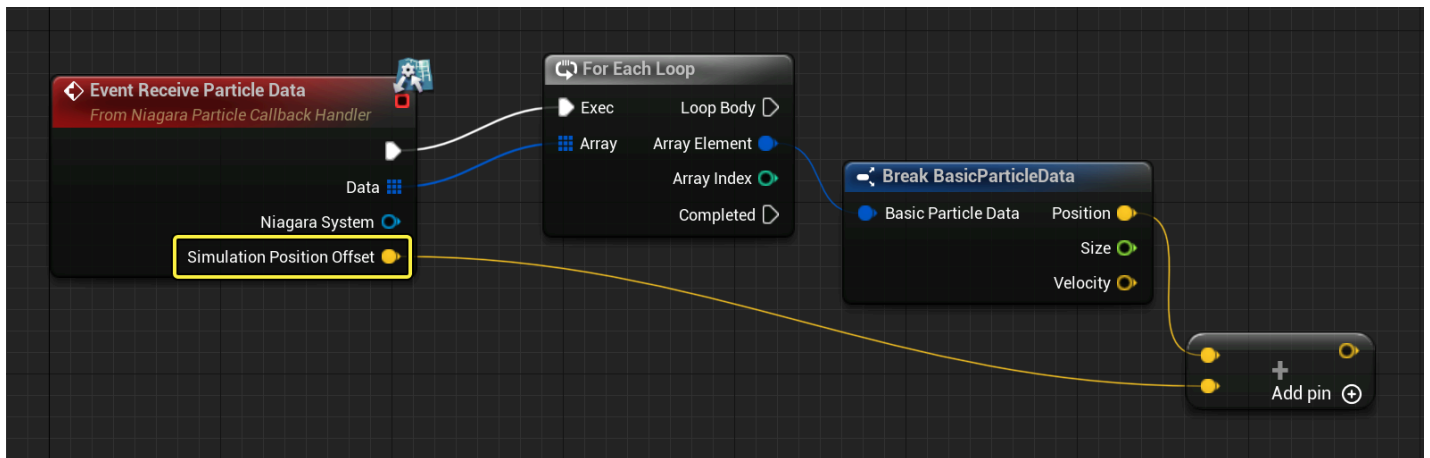 Event Receive Particle Data
From Niagara Particle Callback Handler
Data
Niagara System
Simulation Position Offset
For Each Loop
Exec
Loop Body
Array
Array Element
Array Index
Completed
Break BasicParticleData
Basic Particle Data
Position
Size
Velocity
+
Add pin